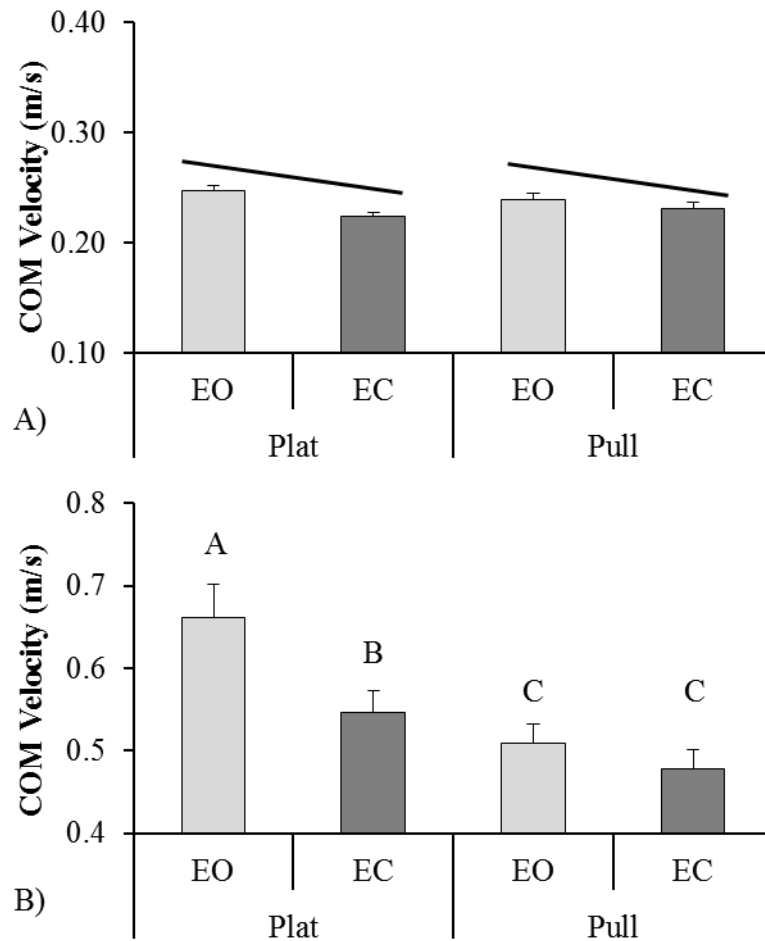 COM Velocity (m/s)
0.40
0.30
0.20
0.10
EO EC EO EC
Plat Pull
A)
COM Velocity (m/s)
0.8
0.7
0.6
0.5
0.4
A
B
C C
EO EC EO EC
Plat Pull
B)